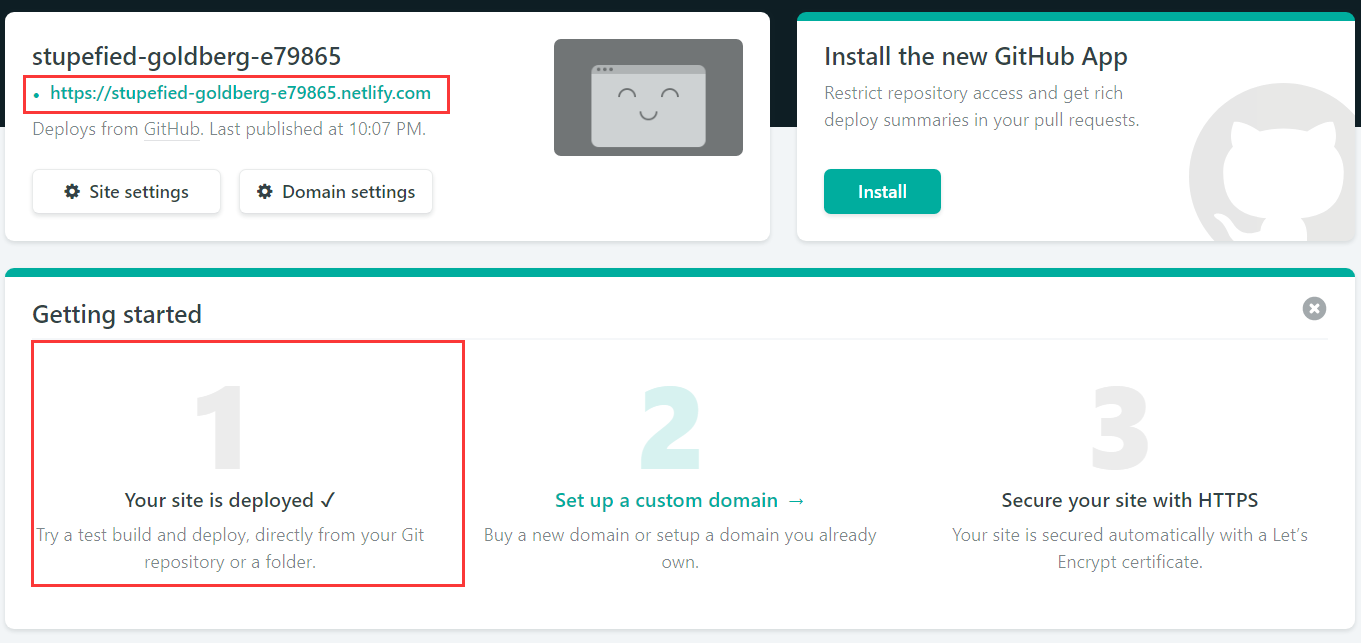 stupefied-goldberg-e79865
https://stupefied-goldberg-e79865.netlify.com
Deploys from GitHub. Last published at 10:07 PM.
Site settings
Domain settings
Install the new GitHub App
Restrict repository access and get rich
deploy summaries in your pull requests.
Install
Getting started
1
Your site is deployed ✓
Try a test build and deploy, directly from your Git
repository or a folder.
2
Set up a custom domain →
Buy a new domain or setup a domain you already
own.
3
Secure your site with HTTPS
Your site is secured automatically with a Let’s
Encrypt certificate.